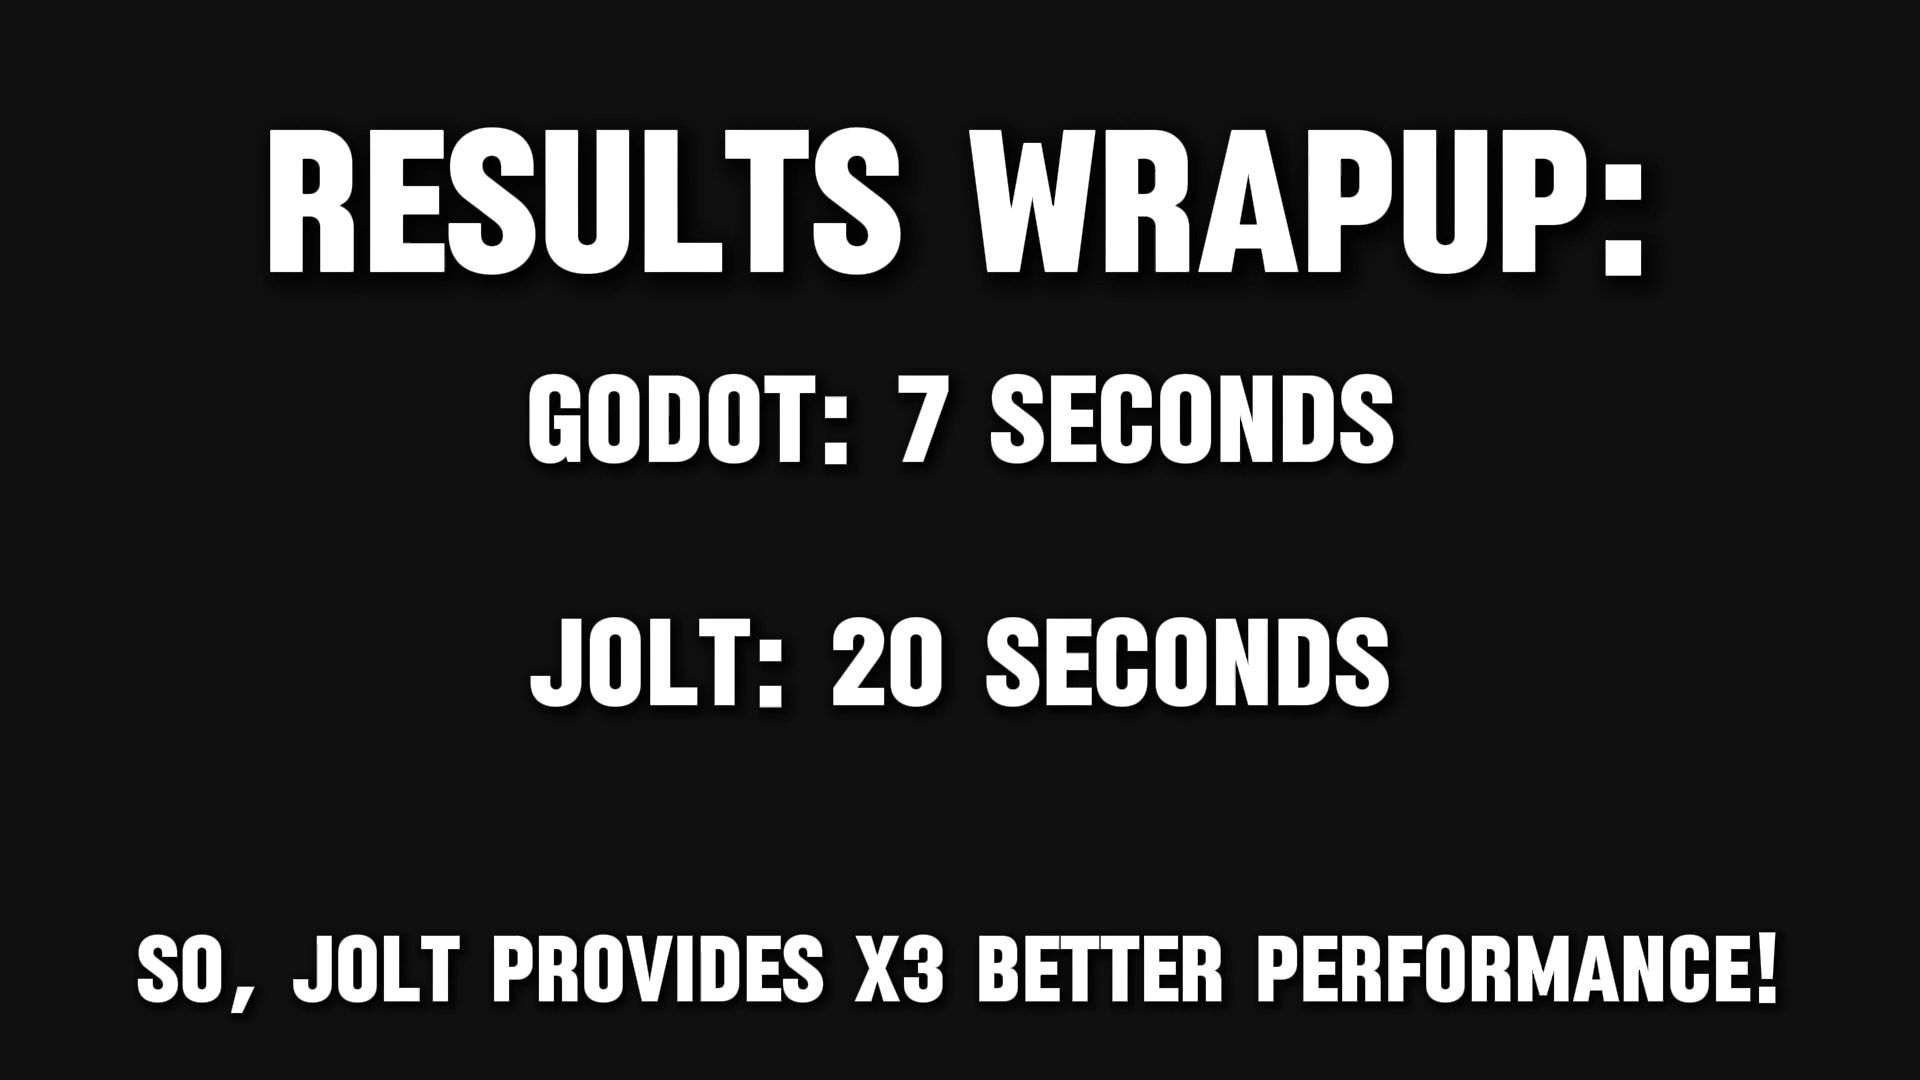 RESULTS WRAPUP:
GODOT: 7 SECONDS
JOLT: 20 SECONDS
SO, JOLT PROVIDES X3 BETTER PERFORMANCE!